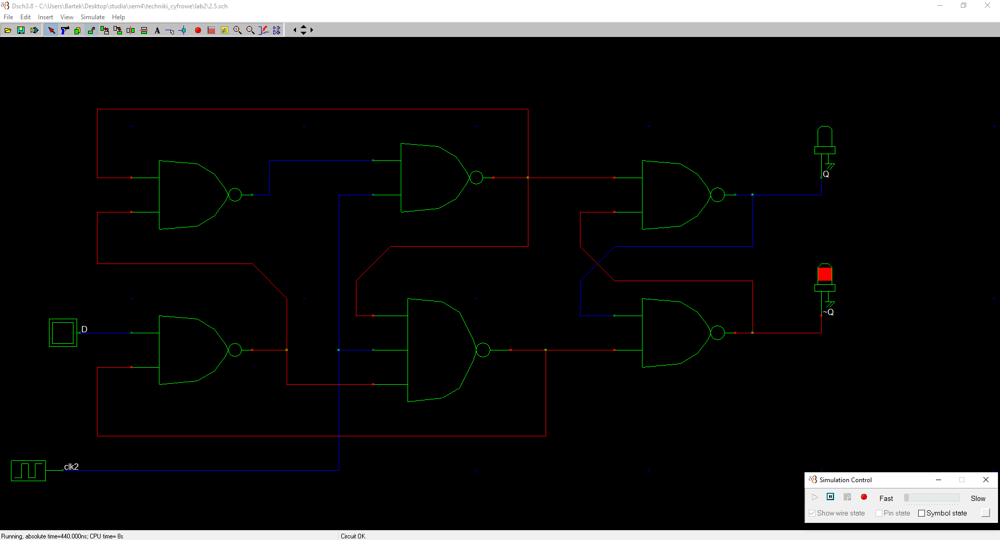 Dsch3.8 - C:\Users\Bartek\Desktop\studia\sem4\techniki_cyfrowe\lab2\2.5.sch
File Edit Insert View Simulate Help
A
all
Q
~Q
D
clk2
Simulation Control
Fast Slow
Show wire state Pin state Symbol state
Running, absolute time=440.000ns; CPU time= 8s Circuit OK